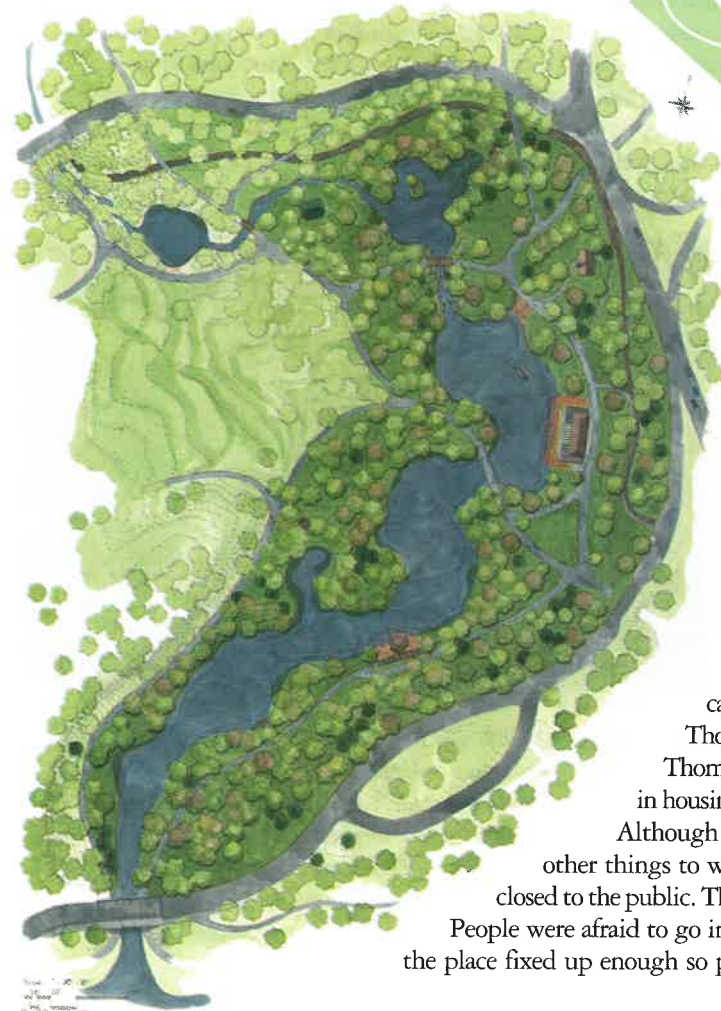 ca
Tho
Thom
in housin
Although
other things to w
closed to the public. Th
People were afraid to go in
the place fixed up enough so p